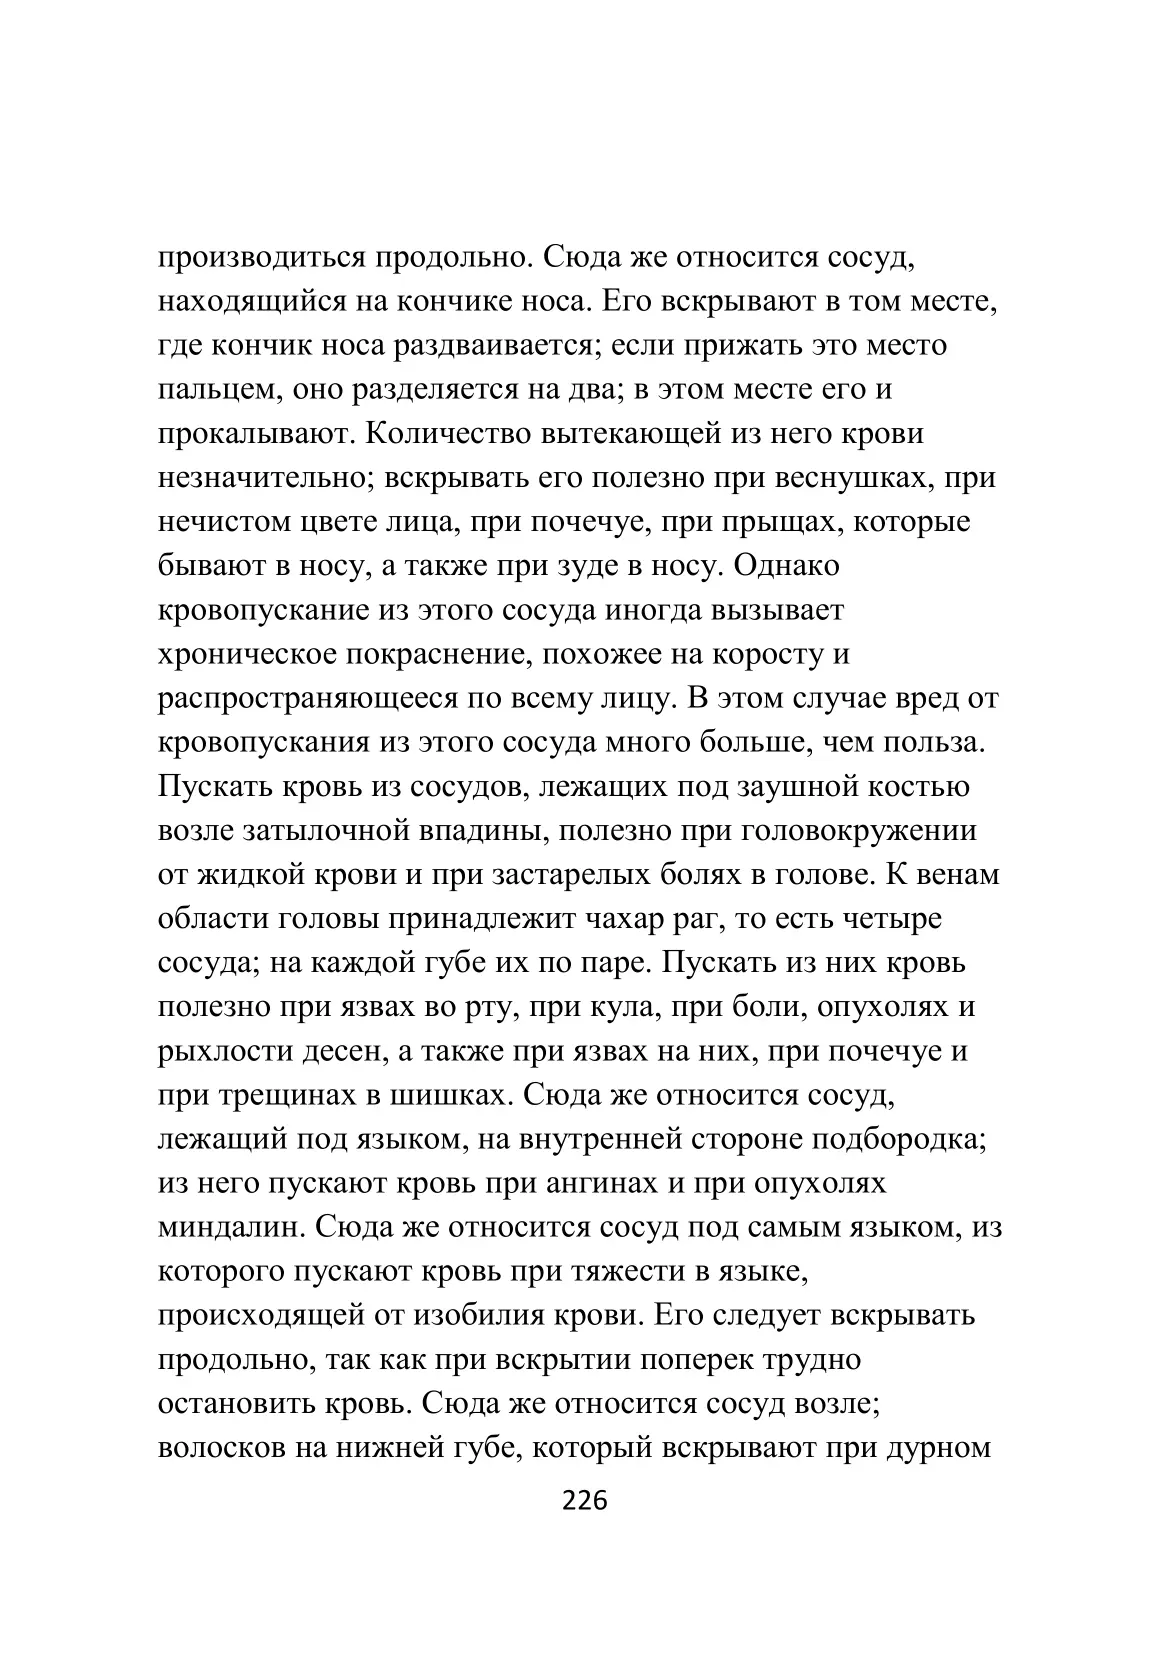 производиться продольно. Сюда же относится сосуд,
находящийся на кончике носа. Его вскрывают в том месте,
где кончик носа раздваивается; если прижать это место
пальцем, оно разделяется на два; в этом месте его и
прокалывают. Количество вытекающей из него крови
незначительно; вскрывать его полезно при веснушках, при
нечистом цвете лица, при почечуе, при прыщах, которые
бывают в носу, а также при зуде в носу. Однако
кровопускание из этого сосуда иногда вызывает
хроническое покраснение, похожее на коросту и
распространяющееся по всему лицу. В этом случае вред от
кровопускания из этого сосуда много больше, чем польза.
Пускать кровь из сосудов, лежащих под заушной костью
возле затылочной впадины, полезно при головокружении
от жидкой крови и при застарелых болях в голове. К венам
области головы принадлежит чахар раг, то есть четыре
сосуда; на каждой губе их по паре. Пускать из них кровь
полезно при язвах во рту, при кула, при боли, опухолях и
рыхлости десен, а также при язвах на них, при почечуе и
при трещинах в шишках. Сюда же относится сосуд,
лежащий под языком, на внутренней стороне подбородка;
из него пускают кровь при ангинах и при опухолях
миндалин. Сюда же относится сосуд под самым языком, из
которого пускают кровь при тяжести в языке,
происходящей от изобилия крови. Его следует вскрывать
продольно, так как при вскрытии поперек трудно
остановить кровь. Сюда же относится сосуд возле;
волосков на нижней губе, который вскрывают при дурном
226